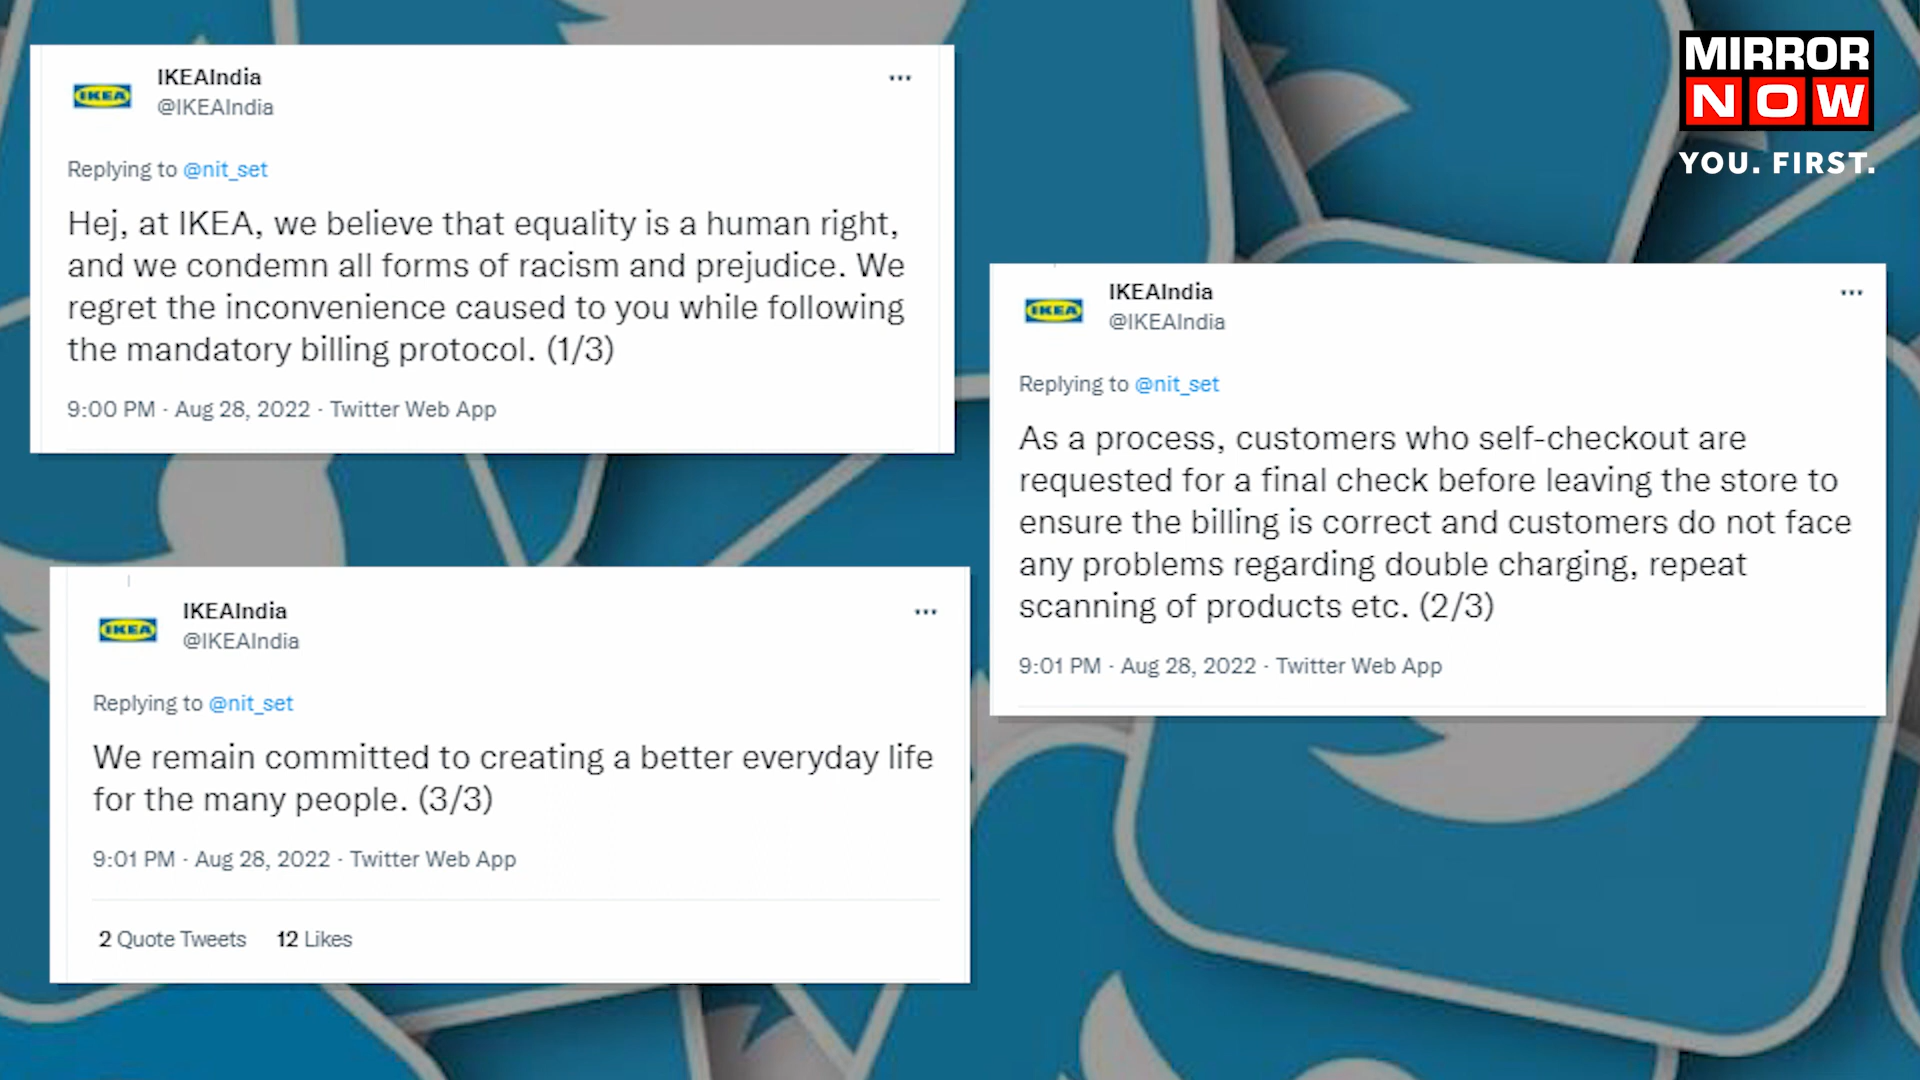 IKEAIndia
@IKEAIndia
IKEA
Replying to @nit_set
Hej, at IKEA, we believe that equality is a human right,
and we condemn all forms of racism and prejudice. We
regret the inconvenience caused to you while following
the mandatory billing protocol. (1/3)
9:00 PM · Aug 28, 2022 · Twitter Web App
MIRROR
NOW
YOU. FIRST.
IKEAIndia
@IKEAIndia
IKEA
Replying to @nit_set
As a process, customers who self-checkout are
requested for a final check before leaving the store to
ensure the billing is correct and customers do not face
any problems regarding double charging, repeat
scanning of products etc. (2/3)
9:01 PM · Aug 28, 2022 · Twitter Web App
IKEAIndia
@IKEAIndia
IKEA
Replying to @nit_set
We remain committed to creating a better everyday life
for the many people. (3/3)
9:01 PM · Aug 28, 2022 · Twitter Web App
2 Quote Tweets 12 Likes